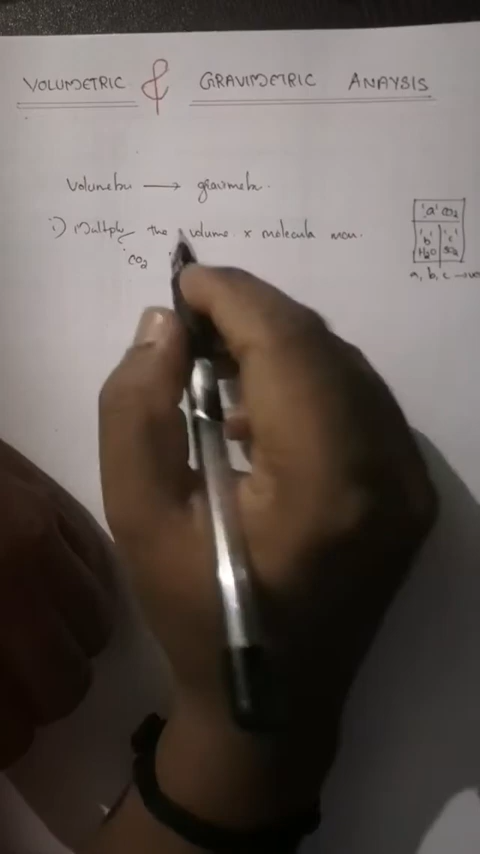 VOLUMETRIC & GRAVIMETRIC ANAYSIS
Volumetric → gravimetric.
i) Multiply the volume × molecular mass.
CO₂
'a' CO₂
'b' 'c'
H₂O SO₂
a, b, c →